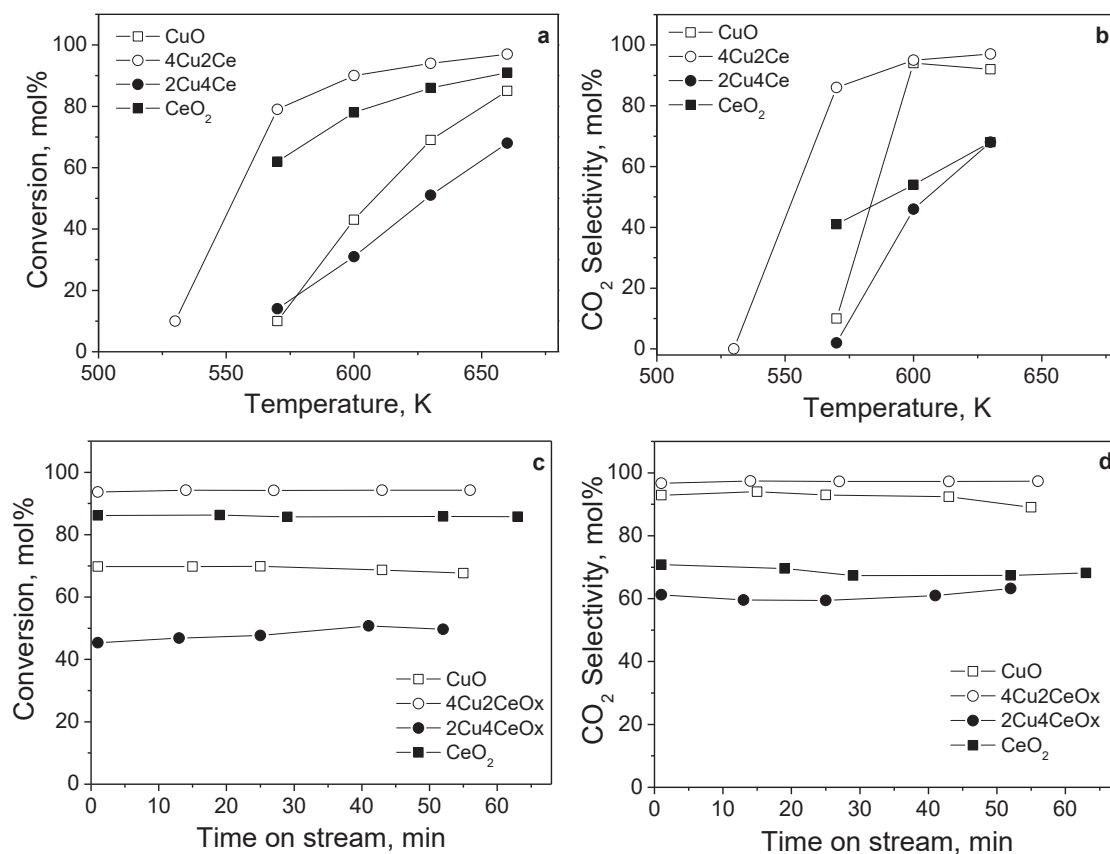 a
CuO
4Cu2Ce
2Cu4Ce
CeO₂
Conversion, mol%
100
80
60
40
20
0
500 550 600 650
Temperature, K
b
CuO
4Cu2Ce
2Cu4Ce
CeO₂
CO₂ Selectivity, mol%
100
80
60
40
20
0
500 550 600 650
Temperature, K
c
Conversion, mol%
100
80
60
40
20
0
CuO
4Cu2CeOx
2Cu4CeOx
CeO₂
0 10 20 30 40 50 60
Time on stream, min
d
CO₂ Selectivity, mol%
100
80
60
40
20
0
CuO
4Cu2CeOx
2Cu4CeOx
CeO₂
0 10 20 30 40 50 60
Time on stream, min